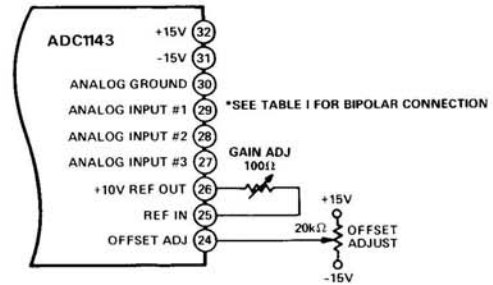 ADC1143
+15V 32
-15V 31
ANALOG GROUND 30
ANALOG INPUT #1 29 *SEE TABLE I FOR BIPOLAR CONNECTION
ANALOG INPUT #2 28
ANALOG INPUT #3 27
GAIN ADJ
100Ω
+10V REF OUT 26
REF IN 25
+15V
OFFSET ADJ 24
20kΩ OFFSET
ADJUST
-15V